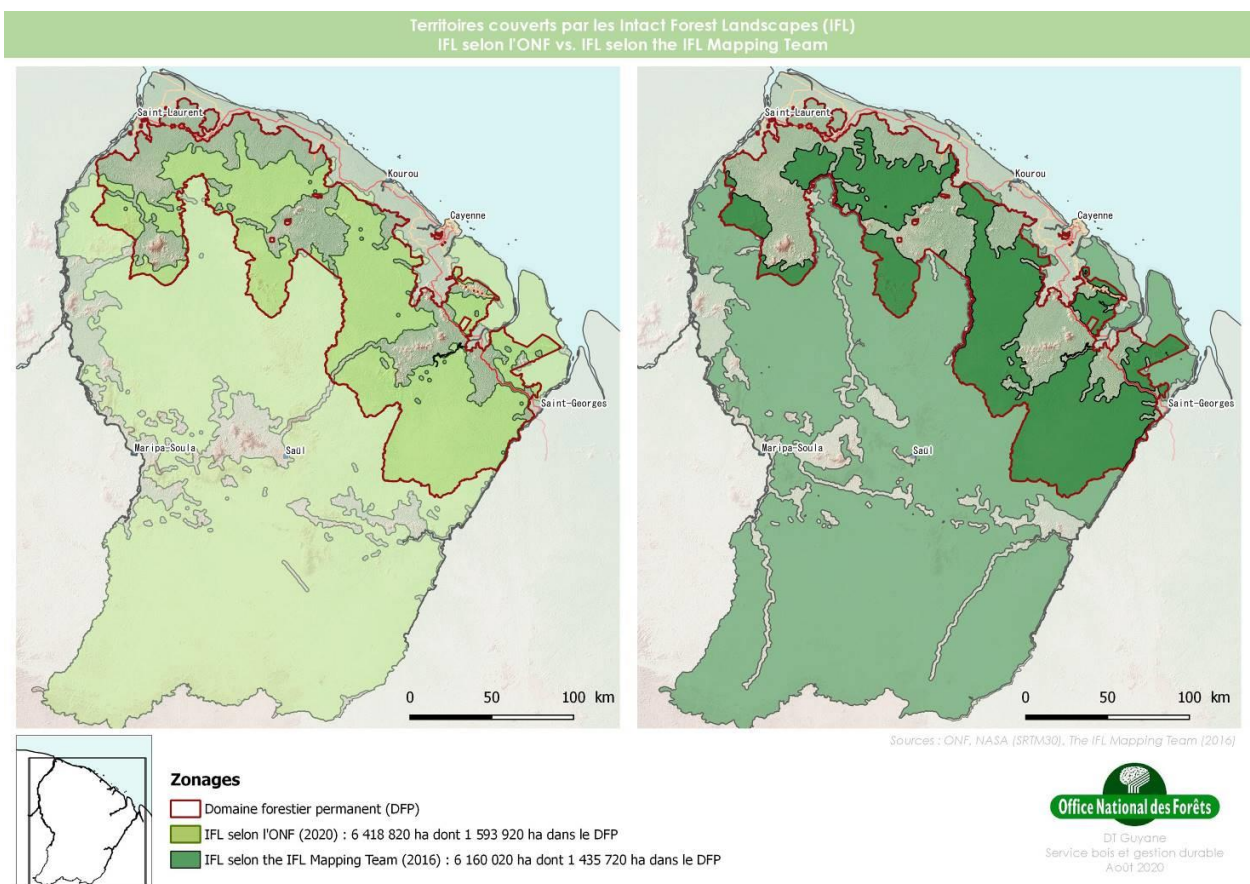 Territoires couverts par les Intact Forest Landscapes (IFL)
IFL selon l'ONF vs. IFL selon the IFL Mapping Team
Saint-Laurent
Kourou
Cayenne
Saint-Georges
Maripa-Soula
Saül
0 50 100 km
Saint-Laurent
Kourou
Cayenne
Saint-Georges
Maripa-Soula
Saül
0 50 100 km
Sources : ONF, NASA (SRTM30), The IFL Mapping Team (2016)
Zonages
Domaine forestier permanent (DFP)
IFL selon l'ONF (2020) : 6 418 820 ha dont 1 593 920 ha dans le DFP
IFL selon the IFL Mapping Team (2016) : 6 160 020 ha dont 1 435 720 ha dans le DFP
Office National des Forêts
DT Guyane
Service bois et gestion durable
Août 2020